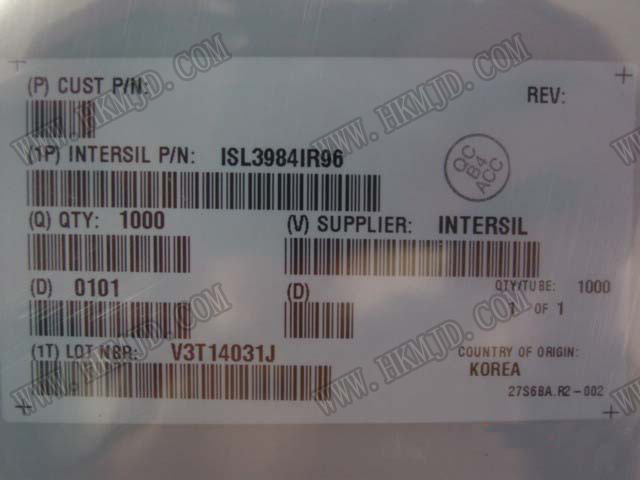 (P) CUST P/N:
REV:
(1P) INTERSIL P/N: ISL3984IR96
QC
B4
ACC
(Q) QTY: 1000
(V) SUPPLIER: INTERSIL
(D) 0101
(D)
QTY/TUBE: 1000
1 OF 1
(1T) LOT NBR: V3T14031J
COUNTRY OF ORIGIN:
KOREA
27S6BA.R2-002
WWW.HKMJD.COM
WWW.HKMJD.COM
WWW.HKMJD.COM
WWW.HKMJD.COM